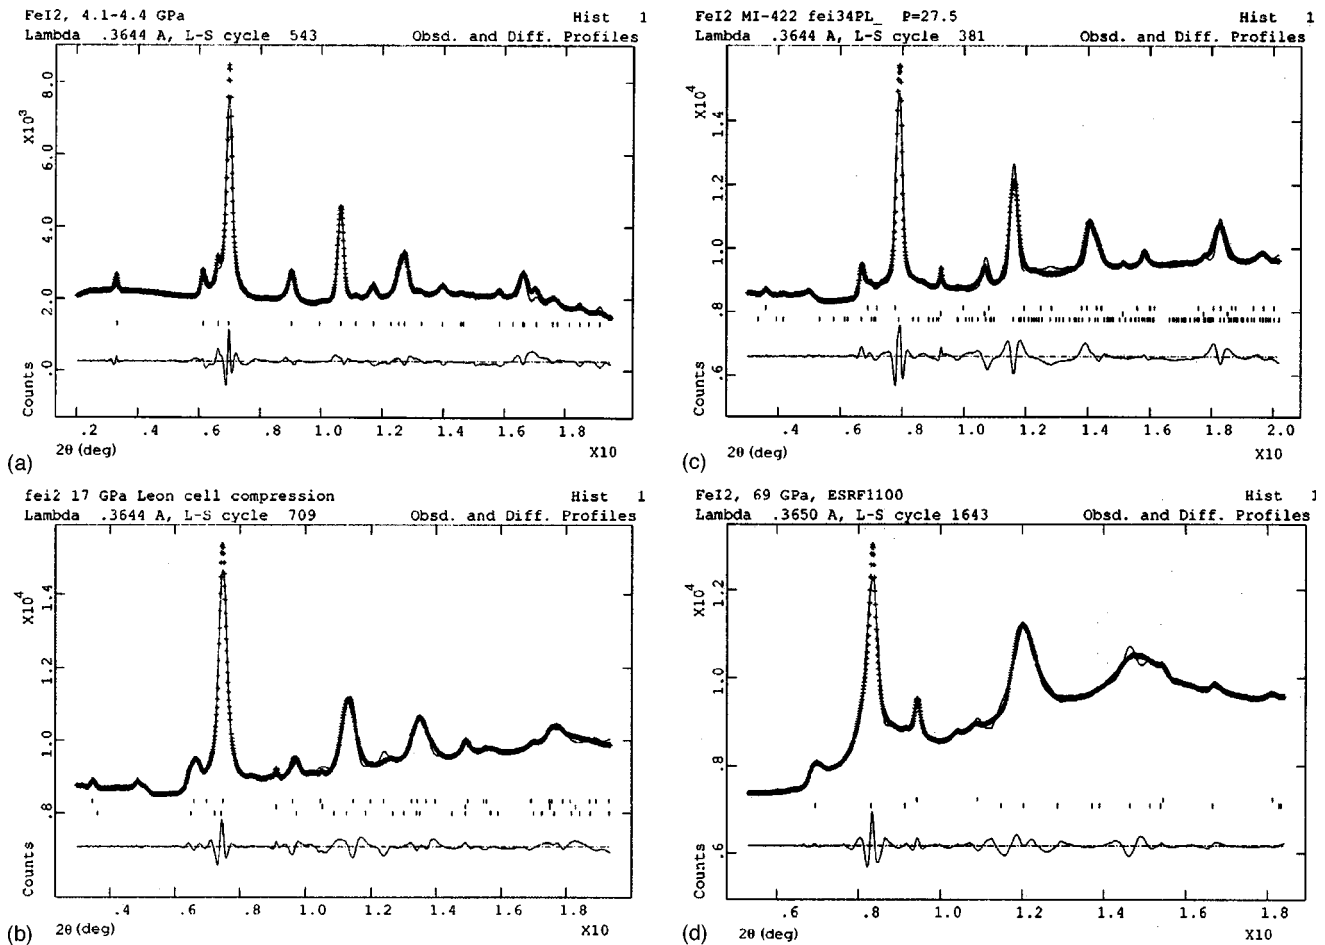 FeI2, 4.1-4.4 GPa Hist 1
Lambda .3644 A, L-S cycle 543 Obsd. and Diff. Profiles
X10³
8.0
6.0
4.0
2.0
.0
Counts
.2 .4 .6 .8 1.0 1.2 1.4 1.6 1.8
2θ (deg) X10
(a)
FeI2 MI-422 fei34PL_ P=27.5 Hist 1
Lambda .3644 A, L-S cycle 381 Obsd. and Diff. Profiles
X10⁴
1.4
1.2
1.0
.8
.6
Counts
.4 .6 .8 1.0 1.2 1.4 1.6 1.8 2.0
2θ (deg) X10
(c)
fei2 17 GPa Leon cell compression Hist 1
Lambda .3644 A, L-S cycle 709 Obsd. and Diff. Profiles
X10⁴
1.4
1.2
1.0
.8
Counts
.4 .6 .8 1.0 1.2 1.4 1.6 1.8
2θ (deg) X10
(b)
FeI2, 69 GPa, ESRF1100 Hist 1
Lambda .3650 A, L-S cycle 1643 Obsd. and Diff. Profiles
X10⁴
1.2
1.0
.8
.6
Counts
.6 .8 1.0 1.2 1.4 1.6 1.8
2θ (deg) X10
(d)